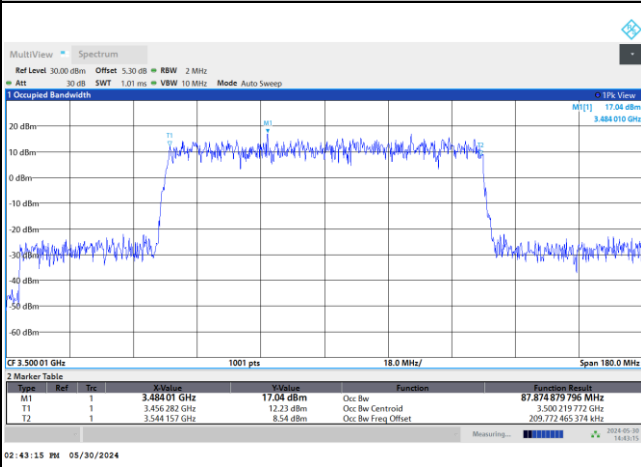 MultiView Spectrum
Ref Level 30.00 dBm Offset 5.30 dB RBW 2 MHz
Att 30 dB SWT 1.01 ms VBW 10 MHz Mode Auto Sweep
1 Occupied Bandwidth 1Pk View
M1[1] 17.04 dBm
3.484 010 GHz
M1
20 dBm
T1
T2
10 dBm
0 dBm
-10 dBm
-20 dBm
-30 dBm
-40 dBm
-50 dBm
-60 dBm
CF 3.500 01 GHz 1001 pts 18.0 MHz/ Span 180.0 MHz
2 Marker Table
Type Ref Trc X-Value Y-Value Function Function Result
M1 1 3.484 01 GHz 17.04 dBm Occ Bw 87.874 879 796 MHz
T1 1 3.456 282 GHz 12.23 dBm Occ Bw Centroid 3.500 219 772 GHz
T2 1 3.544 157 GHz 8.54 dBm Occ Bw Freq Offset 209.772 465 374 kHz
Measuring... 2024-05-30
14:43:15
02:43:15 PM 05/30/2024